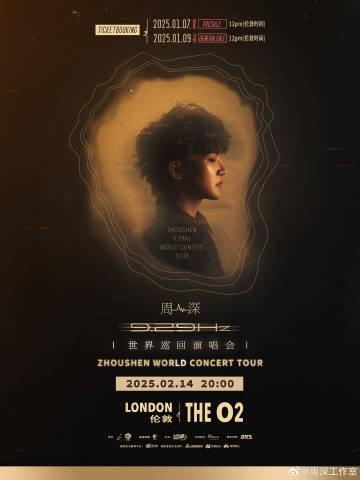 TICKETBOOKING
2025.01.07 PRESALE 12pm(伦敦时间)
2025.01.09 GENERAL SALE 12pm(伦敦时间)
ZHOUSHEN
9.29Hz
WORLD CONCERT
TOUR
周深
9.29Hz
世界巡回演唱会
ZHOUSHEN WORLD CONCERT TOUR
2025.02.14 20:00
LONDON
伦敦
THE O2
axs
@周深工作室